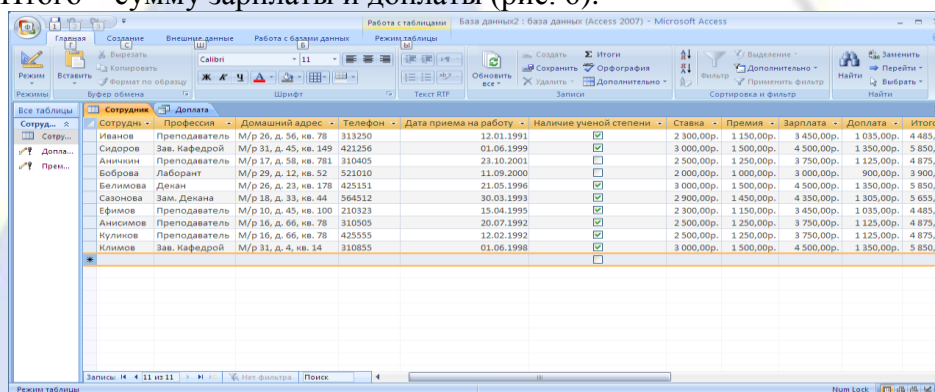 Итого – сумму зарплаты и доплаты (рис. 6).
Работа с таблицами База данных2 : база данных (Access 2007) - Microsoft Access
Главная Создание Внешние данные Работа с базами данных Режим таблицы
Режим
Режимы
Вставить
Вырезать
Копировать
Формат по образцу
Буфер обмена
Calibri 11
Ж К Ч
Шрифт
Текст RTF
Обновить все
Создать
Сохранить
Удалить
Итоги
Орфография
Дополнительно
Записи
Фильтр
Выделение
Дополнительно
Применить фильтр
Сортировка и фильтр
Найти
Заменить
Перейти
Выбрать
Найти
Все таблицы
Сотруд...
Сотру...
Допла...
Прем...
Сотрудник Доплата
Сотрудни Профессия Домашний адрес Телефон Дата приема на работу Наличие ученой степени Ставка Премия Зарплата Доплата Итого
Иванов Преподаватель М/р 26, д. 56, кв. 78 313250 12.01.1991 2 300,00р. 1 150,00р. 3 450,00р. 1 035,00р. 4 485,
Сидоров Зав. Кафедрой М/р 31, д. 45, кв. 149 421256 01.06.1999 3 000,00р. 1 500,00р. 4 500,00р. 1 350,00р. 5 850,
Аничкин Преподаватель М/р 17, д. 58, кв. 781 310405 23.10.2001 2 500,00р. 1 250,00р. 3 750,00р. 1 125,00р. 4 875,
Боброва Лаборант М/р 29, д. 12, кв. 52 521010 11.09.2000 2 000,00р. 1 000,00р. 3 000,00р. 900,00р. 3 900,
Белимова Декан М/р 26, д. 23, кв. 178 425151 21.05.1996 3 000,00р. 1 500,00р. 4 500,00р. 1 350,00р. 5 850,
Сазонова Зам. Декана М/р 18, д. 33, кв. 44 564512 30.03.1993 2 900,00р. 1 450,00р. 4 350,00р. 1 305,00р. 5 655,
Ефимов Преподаватель М/р 10, д. 45, кв. 100 210323 15.04.1995 2 300,00р. 1 150,00р. 3 450,00р. 1 035,00р. 4 485,
Анисимов Преподаватель М/р 16, д. 66, кв. 78 310505 20.07.1992 2 500,00р. 1 250,00р. 3 750,00р. 1 125,00р. 4 875,
Куликов Преподаватель М/р 16, д. 66, кв. 78 425555 12.02.1992 2 500,00р. 1 250,00р. 3 750,00р. 1 125,00р. 4 875,
Климов Зав. Кафедрой М/р 31, д. 4, кв. 14 310855 01.06.1998 3 000,00р. 1 500,00р. 4 500,00р. 1 350,00р. 5 850,
Записи: 11 из 11 Нет фильтра Поиск
Режим таблицы Num Lock